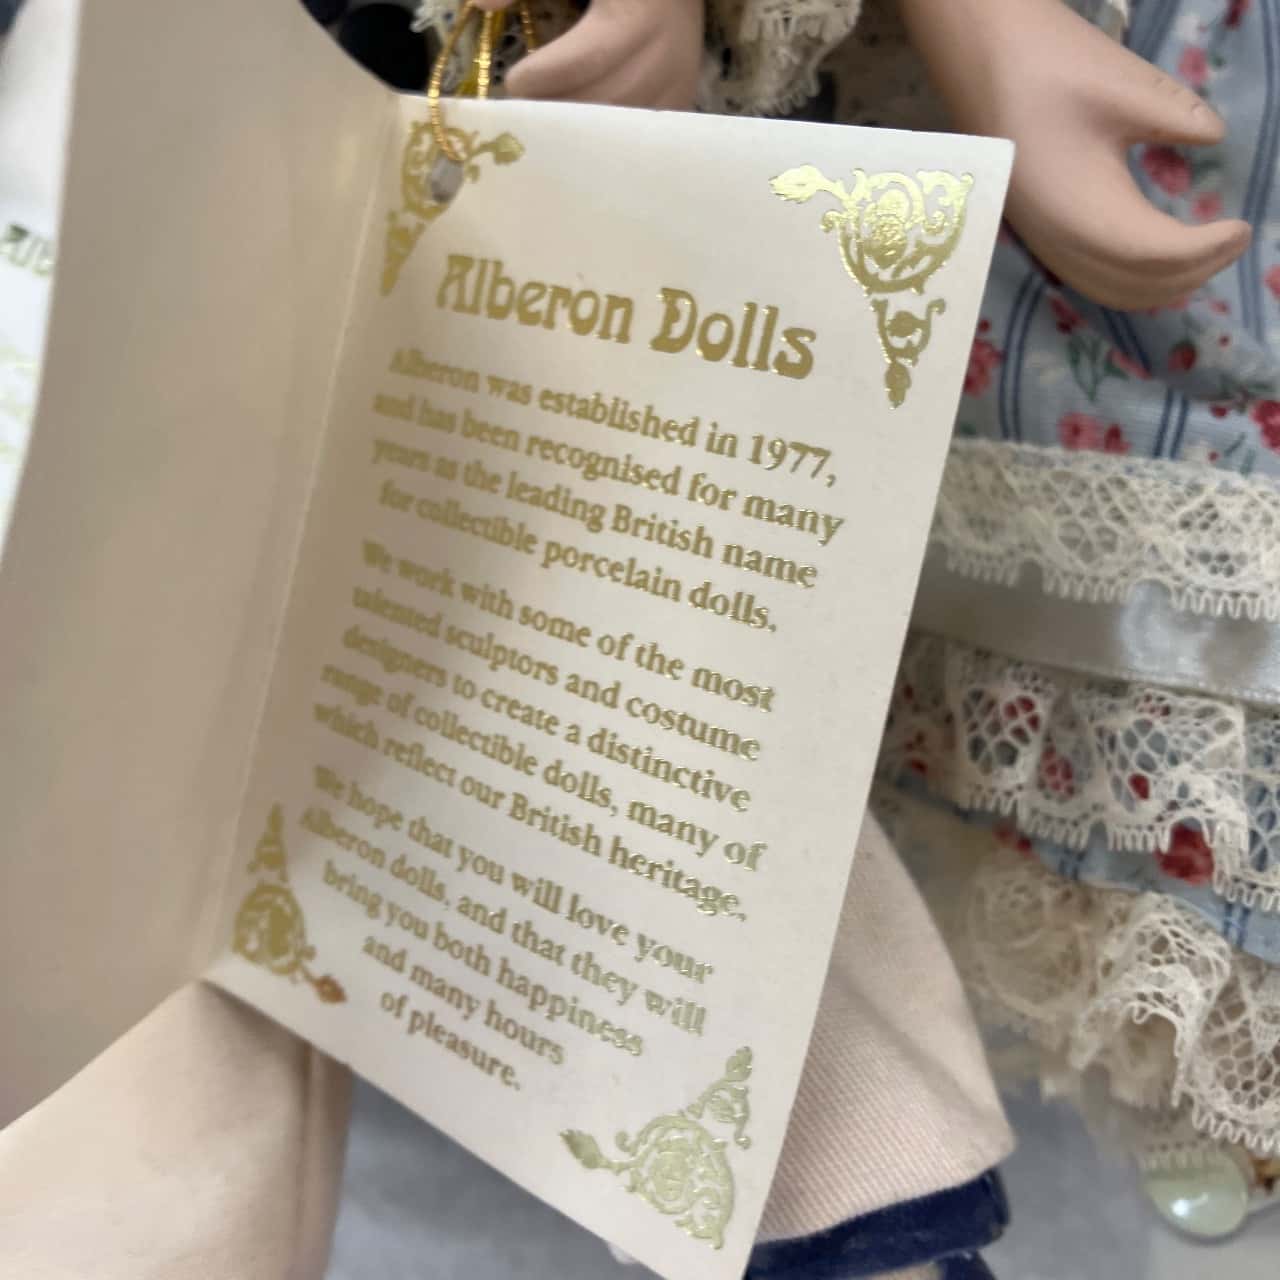 Alberon Dolls
Alberon was established in 1977,
and has been recognised for many
years as the leading British name
for collectible porcelain dolls.
We work with some of the most
talented sculptors and costume
designers to create a distinctive
range of collectible dolls, many of
which reflect our British heritage.
We hope that you will love your
Alberon dolls, and that they will
bring you both happiness
and many hours
of pleasure.